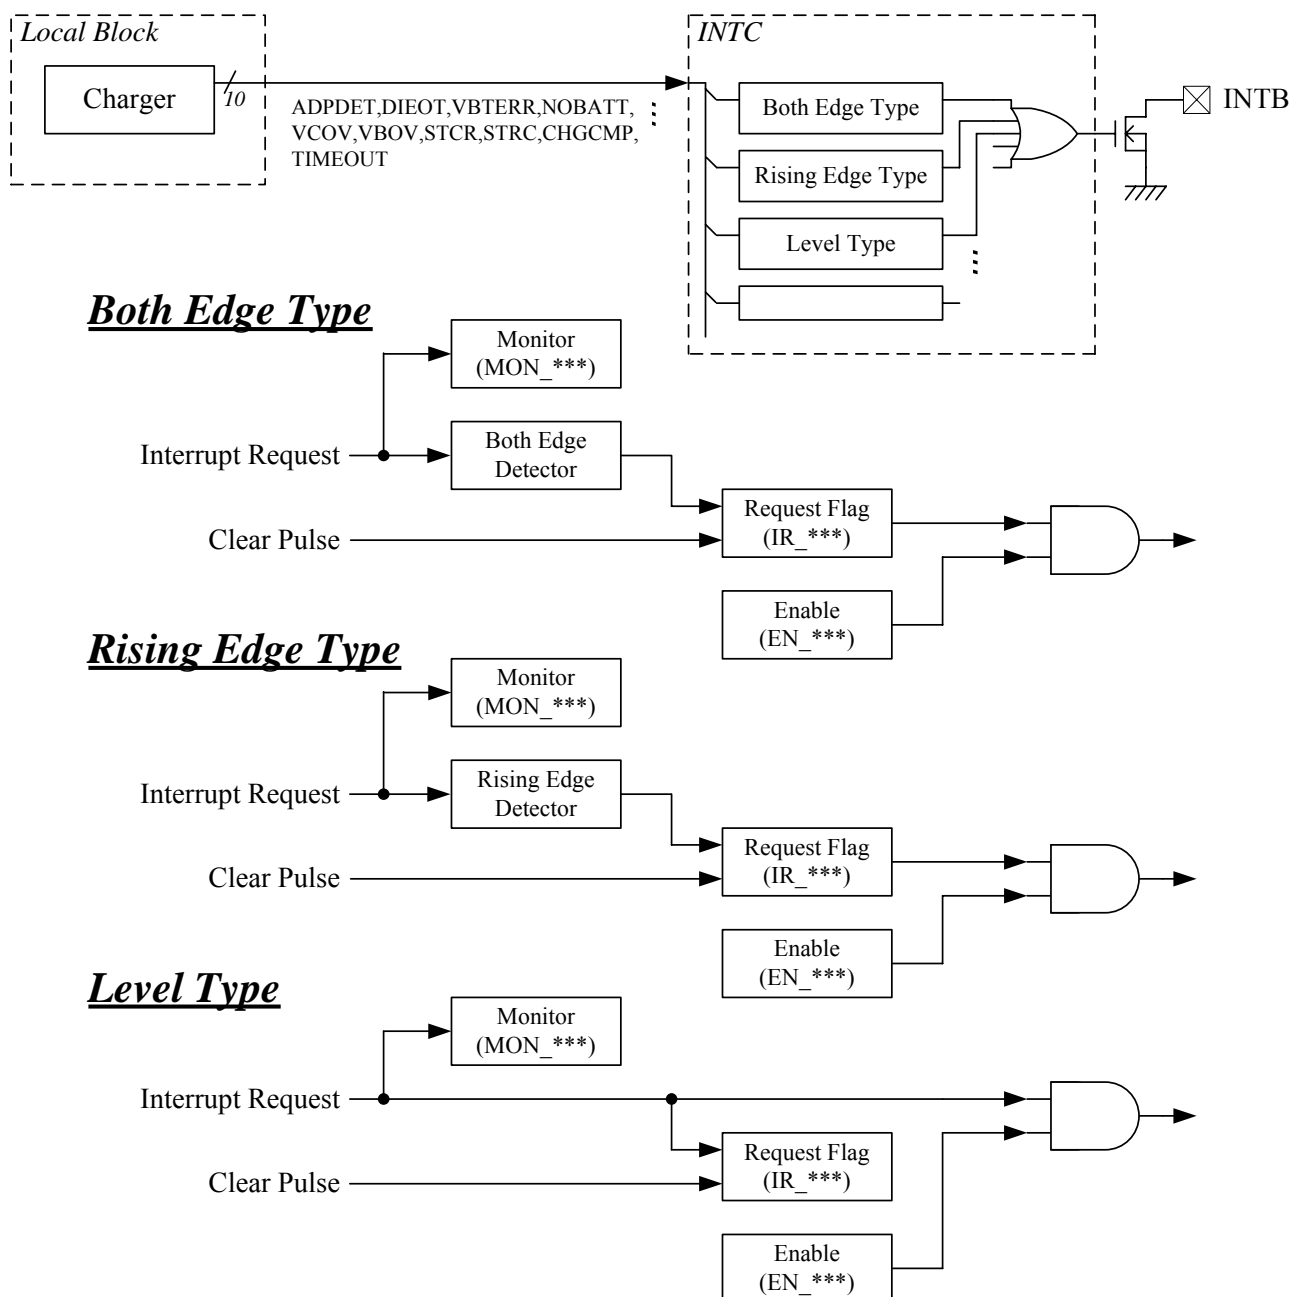 Local Block
INTC
Charger
10
ADPDET,DIEOT,VBTERR,NOBATT,
VCOV,VBOV,STCR,STRC,CHGCMP,
TIMEOUT
...
Both Edge Type
Rising Edge Type
Level Type
...
INTB
Both Edge Type
Monitor
(MON_***)
Interrupt Request
Both Edge
Detector
Clear Pulse
Request Flag
(IR_***)
Enable
(EN_***)
Rising Edge Type
Monitor
(MON_***)
Interrupt Request
Rising Edge
Detector
Clear Pulse
Request Flag
(IR_***)
Enable
(EN_***)
Level Type
Monitor
(MON_***)
Interrupt Request
Clear Pulse
Request Flag
(IR_***)
Enable
(EN_***)